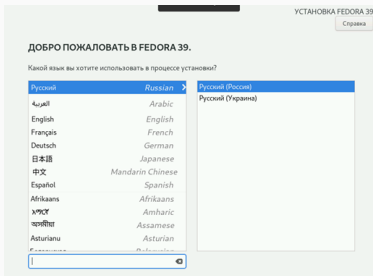 УСТАНОВКА FEDORA 39
Справка
ДОБРО ПОЖАЛОВАТЬ В FEDORA 39.
Какой язык вы хотите использовать в процессе установки?
Русский Russian
العربية Arabic
English English
Français French
Deutsch German
日本語 Japanese
中文 Mandarin Chinese
Español Spanish
Afrikaans Afrikaans
አማርኛ Amharic
অসমীয়া Assamese
Asturianu Asturian
Русский (Россия)
Русский (Украина)